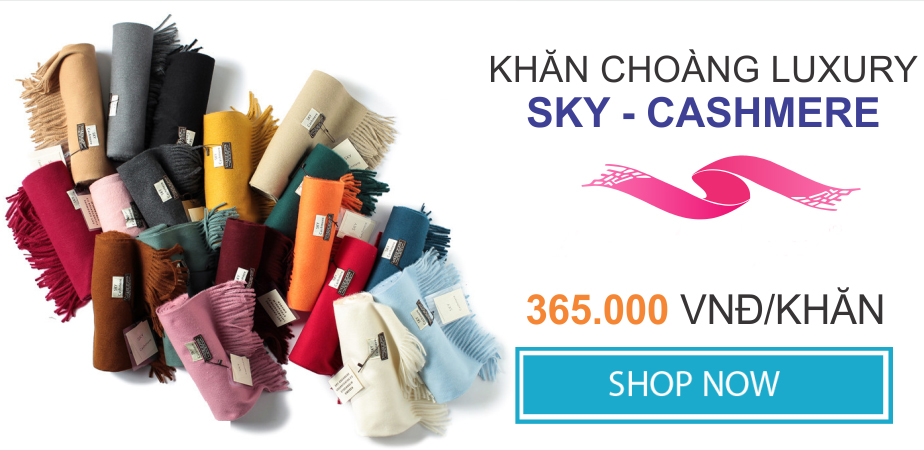 KHĂN CHOÀNG LUXURY
SKY - CASHMERE
365.000 VNĐ/KHĂN
SHOP NOW